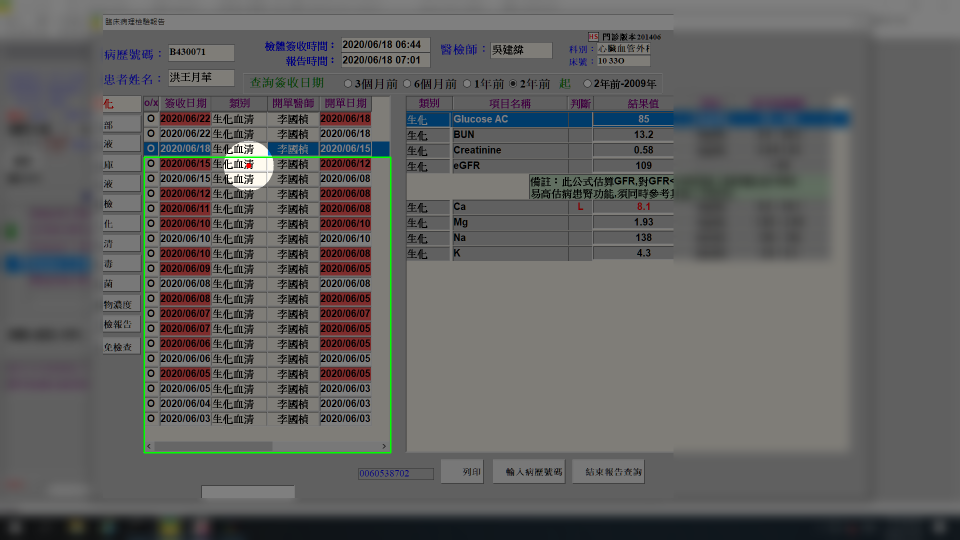 臨床病理檢驗報告
病歷號碼： B430071 檢體簽收時間： 2020/06/18 06:44 醫檢師： 吳建緯 HS 門診版本201406
報告時間： 2020/06/18 07:01 科別： 心臟血管外科
床號： 10 33O
患者姓名： 洪王月華 查詢簽收日期 3個月前 6個月前 1年前 2年前 起 2年前-2009年
化
部
液
庫
液
檢
化
清
毒
菌
物濃度
檢報告
免檢查
o/x 簽收日期 類別 開單醫師 開單日期
O 2020/06/22 生化血清 李國楨 2020/06/18
O 2020/06/22 生化血清 李國楨 2020/06/18
O 2020/06/18 生化血清 李國楨 2020/06/15
O 2020/06/15 生化血清 李國楨 2020/06/12
O 2020/06/15 生化血清 李國楨 2020/06/08
O 2020/06/12 生化血清 李國楨 2020/06/08
O 2020/06/11 生化血清 李國楨 2020/06/08
O 2020/06/10 生化血清 李國楨 2020/06/10
O 2020/06/10 生化血清 李國楨 2020/06/10
O 2020/06/10 生化血清 李國楨 2020/06/08
O 2020/06/09 生化血清 李國楨 2020/06/05
O 2020/06/08 生化血清 李國楨 2020/06/08
O 2020/06/08 生化血清 李國楨 2020/06/05
O 2020/06/07 生化血清 李國楨 2020/06/07
O 2020/06/07 生化血清 李國楨 2020/06/05
O 2020/06/06 生化血清 李國楨 2020/06/06
O 2020/06/06 生化血清 李國楨 2020/06/05
O 2020/06/05 生化血清 李國楨 2020/06/05
O 2020/06/05 生化血清 李國楨 2020/06/03
O 2020/06/04 生化血清 李國楨 2020/06/03
O 2020/06/03 生化血清 李國楨 2020/06/03
類別 項目名稱 判斷 結果值
生化 Glucose AC 85
生化 BUN 13.2
生化 Creatinine 0.58
生化 eGFR 109
備註：此公式估算GFR,對GFR<
易高估病患腎功能,須同時參考其
生化 Ca L 8.1
生化 Mg 1.93
生化 Na 138
生化 K 4.3
0060538702 列印 輸入病歷號碼 結束報告查詢